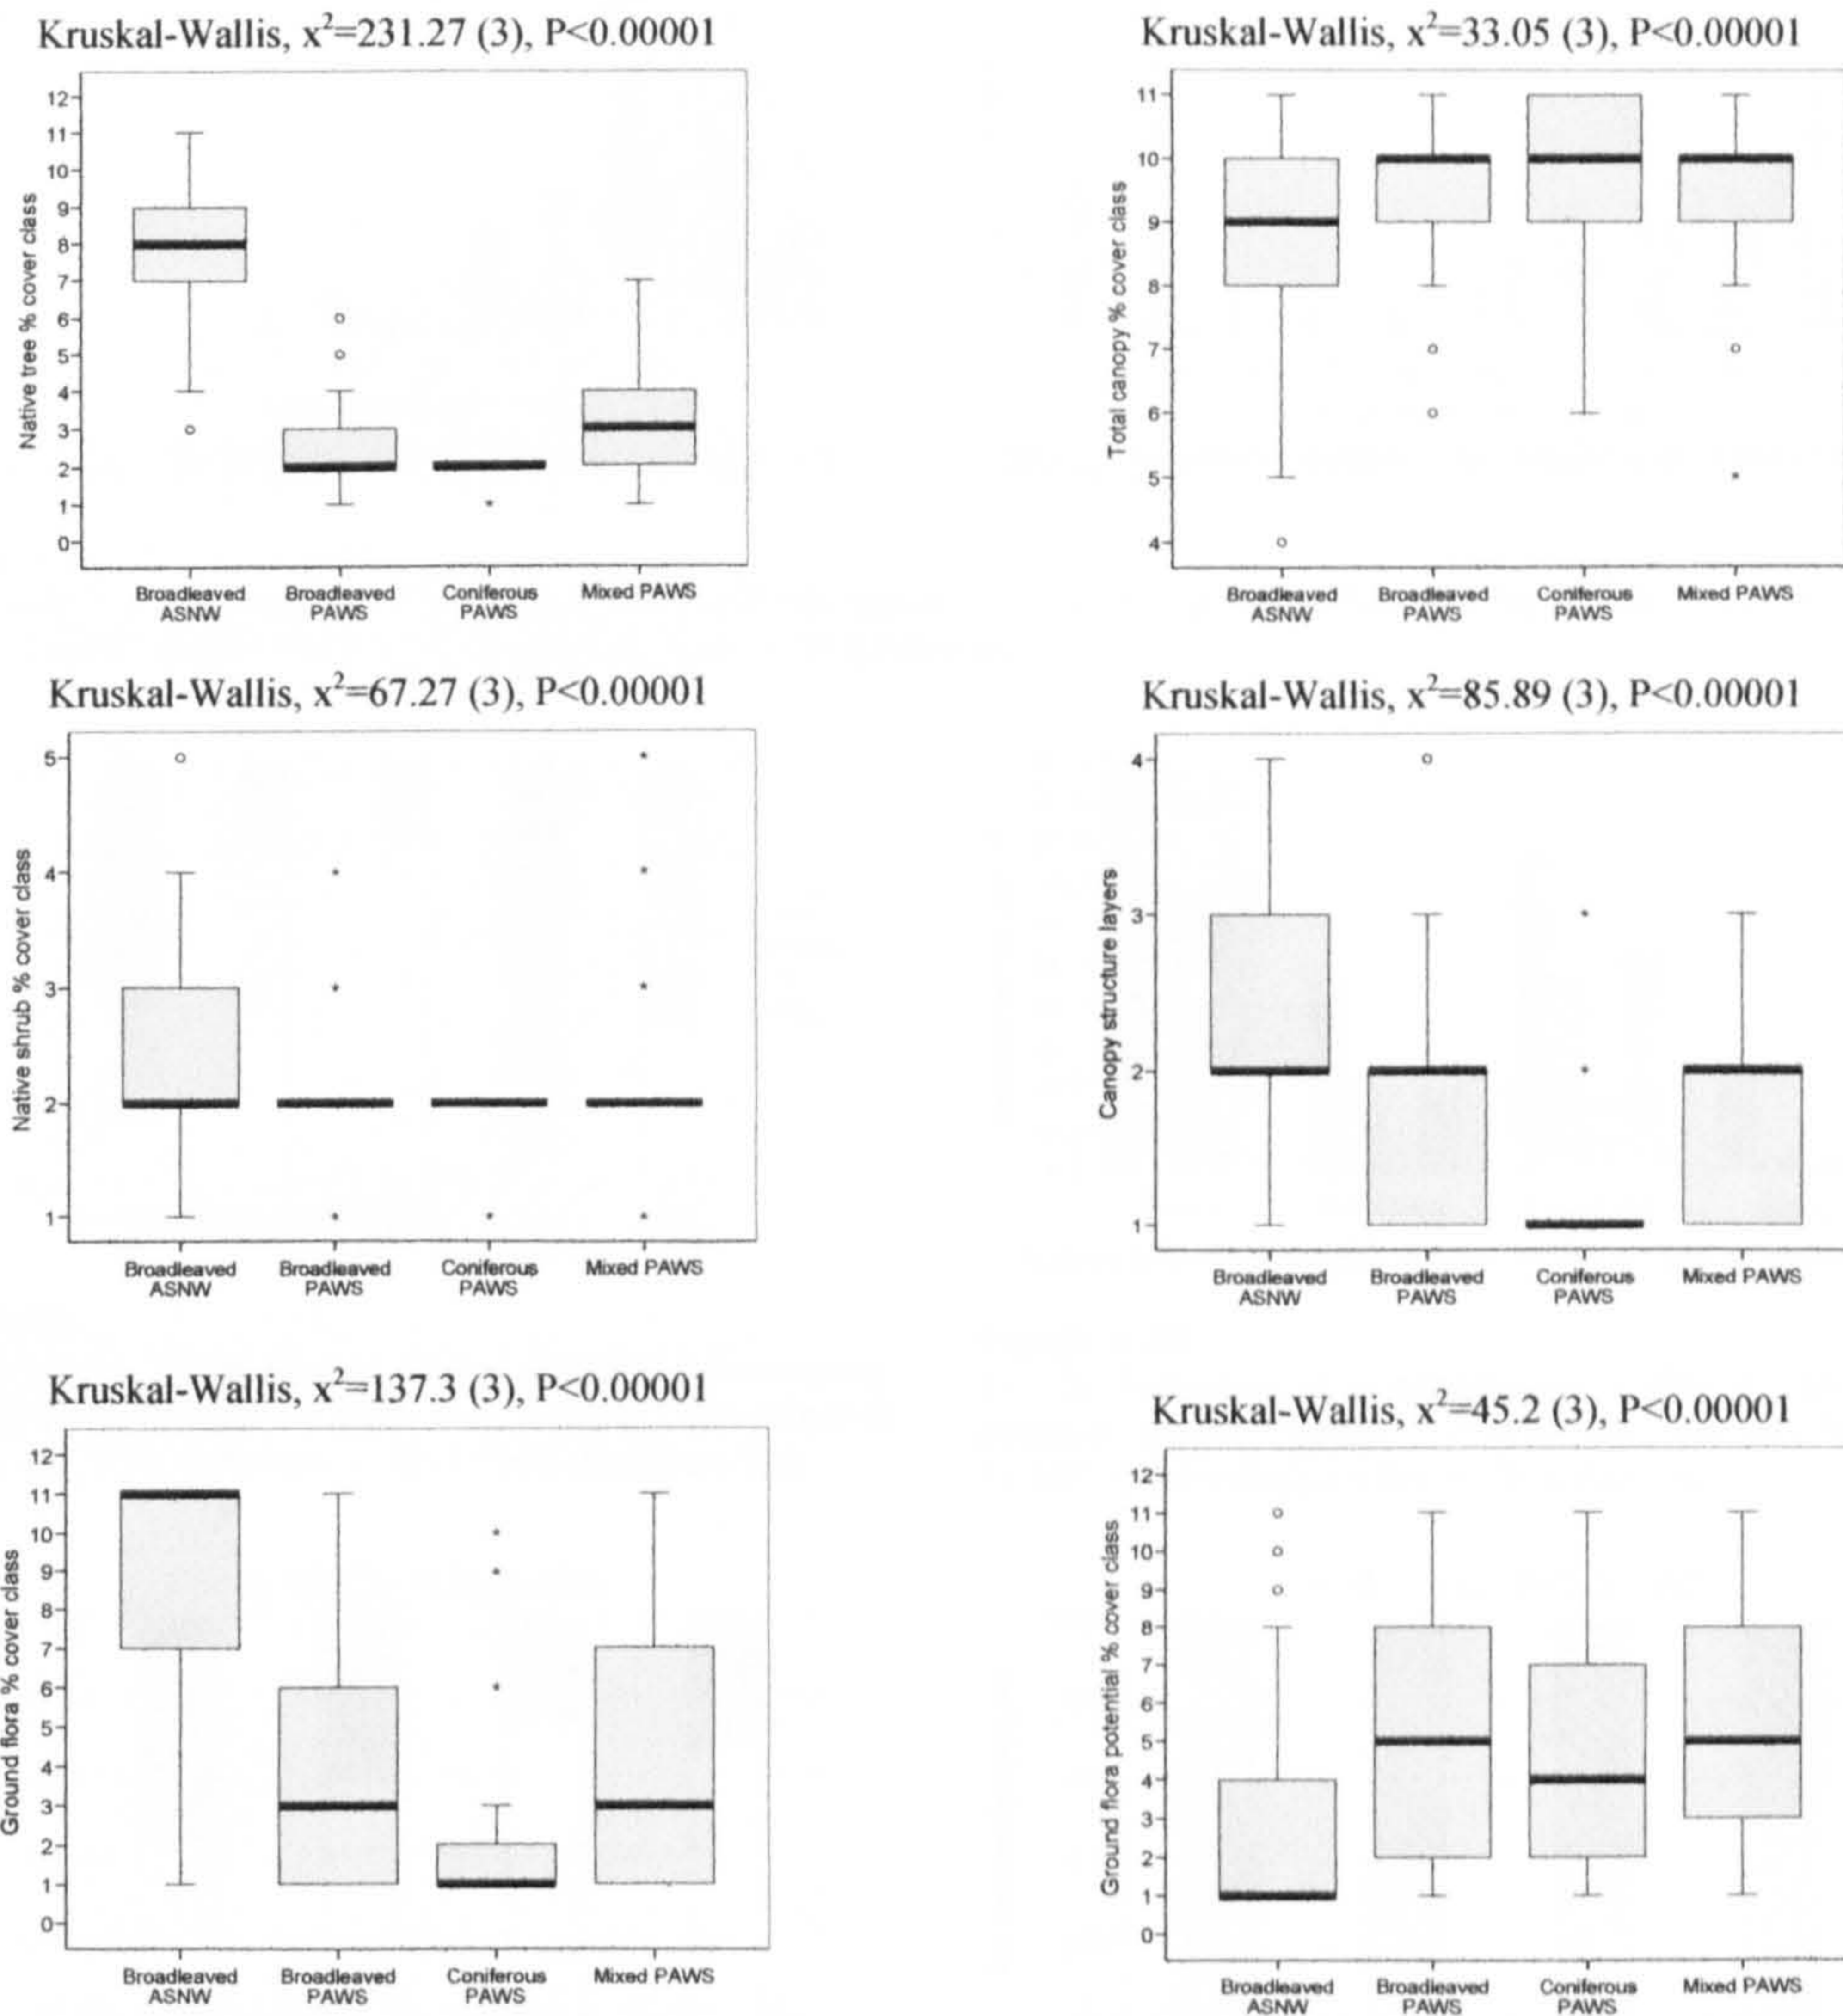 Kruskal-Wallis, x²=231.27 (3), P<0.00001
Native tree % cover class
12
11
10
9
8
7
6
5
4
3
2
1
0
Broadleaved
ASNW
Broadleaved
PAWS
Coniferous
PAWS
Mixed PAWS
Kruskal-Wallis, x²=33.05 (3), P<0.00001
Total canopy % cover class
11
10
9
8
7
6
5
4
Broadleaved
ASNW
Broadleaved
PAWS
Coniferous
PAWS
Mixed PAWS
Kruskal-Wallis, x²=67.27 (3), P<0.00001
Native shrub % cover class
5
4
3
2
1
Broadleaved
ASNW
Broadleaved
PAWS
Coniferous
PAWS
Mixed PAWS
Kruskal-Wallis, x²=85.89 (3), P<0.00001
Canopy structure layers
4
3
2
1
Broadleaved
ASNW
Broadleaved
PAWS
Coniferous
PAWS
Mixed PAWS
Kruskal-Wallis, x²=137.3 (3), P<0.00001
Ground flora % cover class
12
11
10
9
8
7
6
5
4
3
2
1
0
Broadleaved
ASNW
Broadleaved
PAWS
Coniferous
PAWS
Mixed PAWS
Kruskal-Wallis, x²=45.2 (3), P<0.00001
Ground flora potential % cover class
12
11
10
9
8
7
6
5
4
3
2
1
0
Broadleaved
ASNW
Broadleaved
PAWS
Coniferous
PAWS
Mixed PAWS